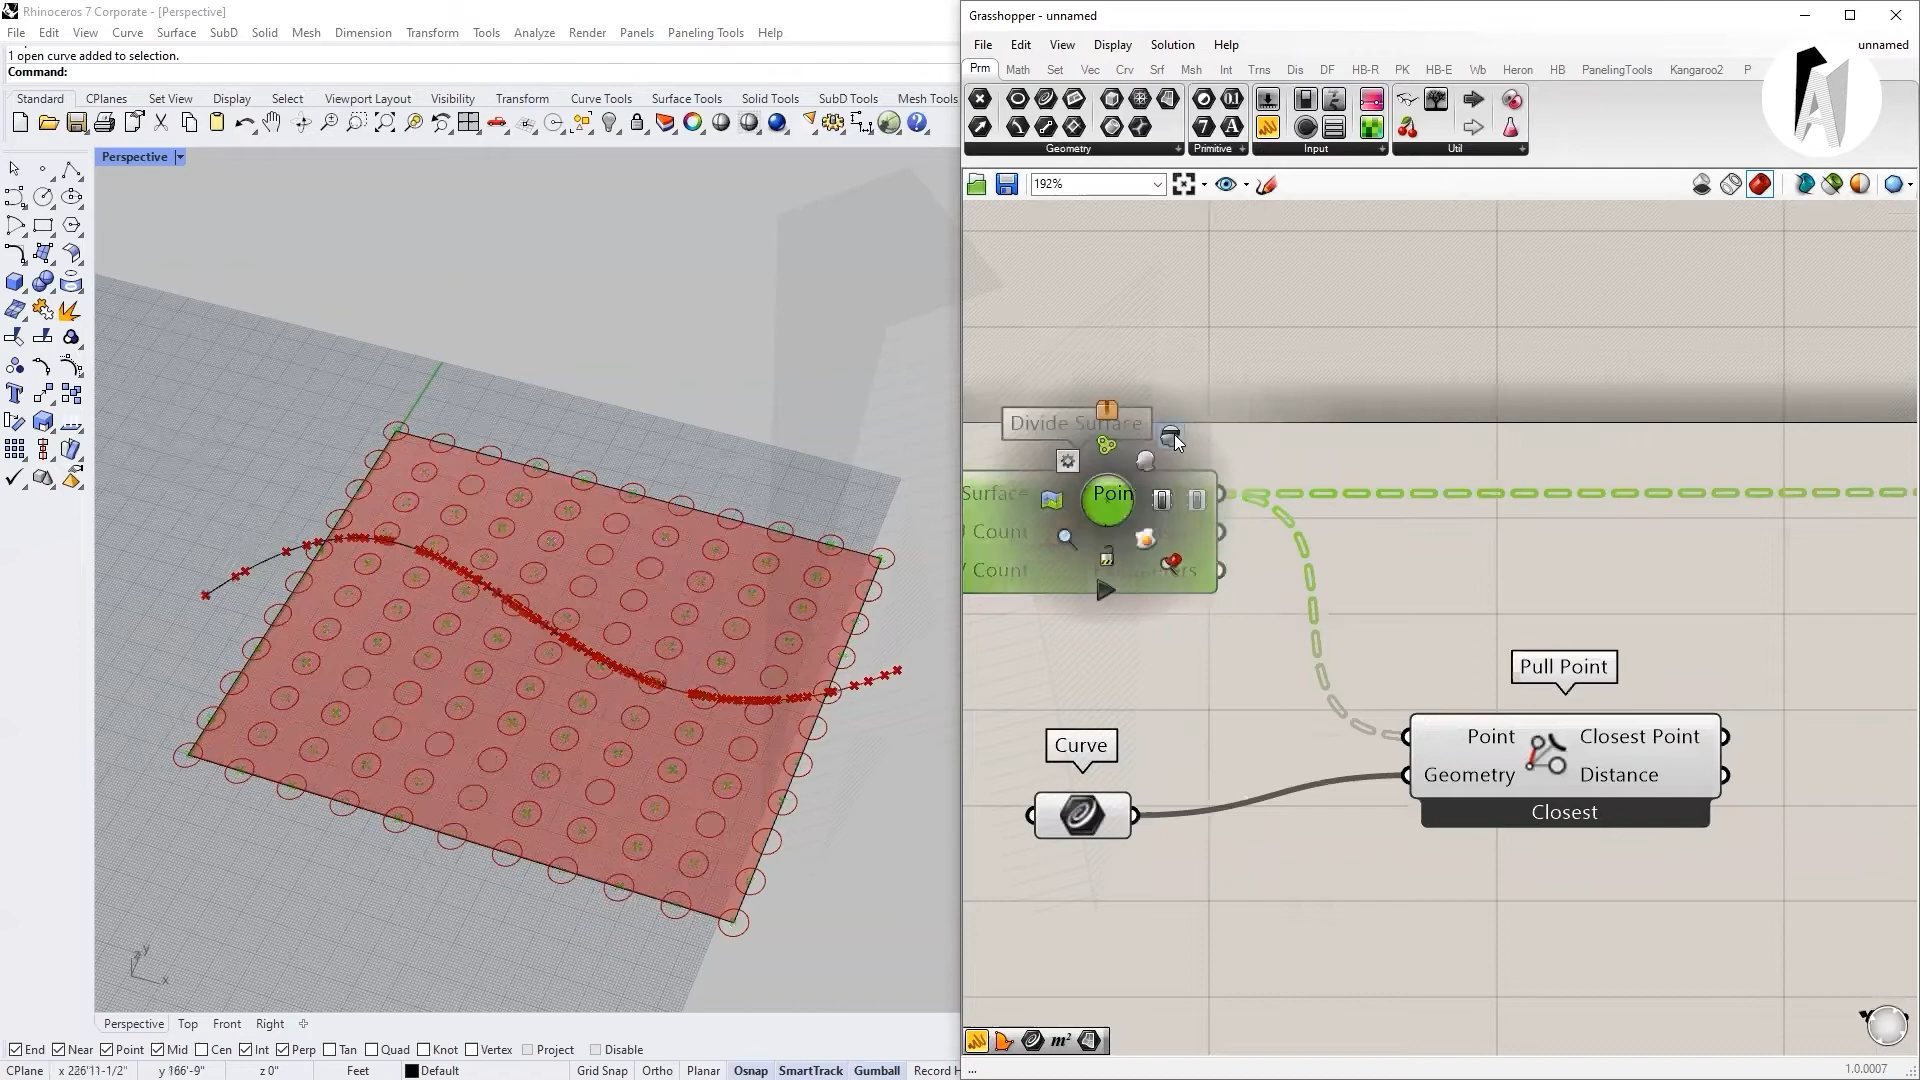 Rhinoceros 7 Corporate - [Perspective]
File Edit View Curve Surface SubD Solid Mesh Dimension Transform Tools Analyze Render Panels Paneling Tools Help
1 open curve added to selection.
Command:
Standard CPlanes Set View Display Select Viewport Layout Visibility Transform Curve Tools Surface Tools Solid Tools SubD Tools Mesh Tools
Perspective
y
x
Perspective Top Front Right
End Near Point Mid Cen Int Perp Tan Quad Knot Vertex Project Disable
CPlane x 226'11-1/2" y 166'-9" z 0" Feet Default Grid Snap Ortho Planar Osnap SmartTrack Gumball Record H
Grasshopper - unnamed
File Edit View Display Solution Help unnamed
Prm Math Set Vec Crv Srf Msh Int Trns Dis DF HB-R PK HB-E Wb Heron HB PanelingTools Kangaroo2 P
Geometry Primitive Input Util
192%
Divide Surface
Surface Poin
Count
Count
Pull Point
Curve
Point Closest Point
Geometry Distance
Closest
m²
... 1.0.0007